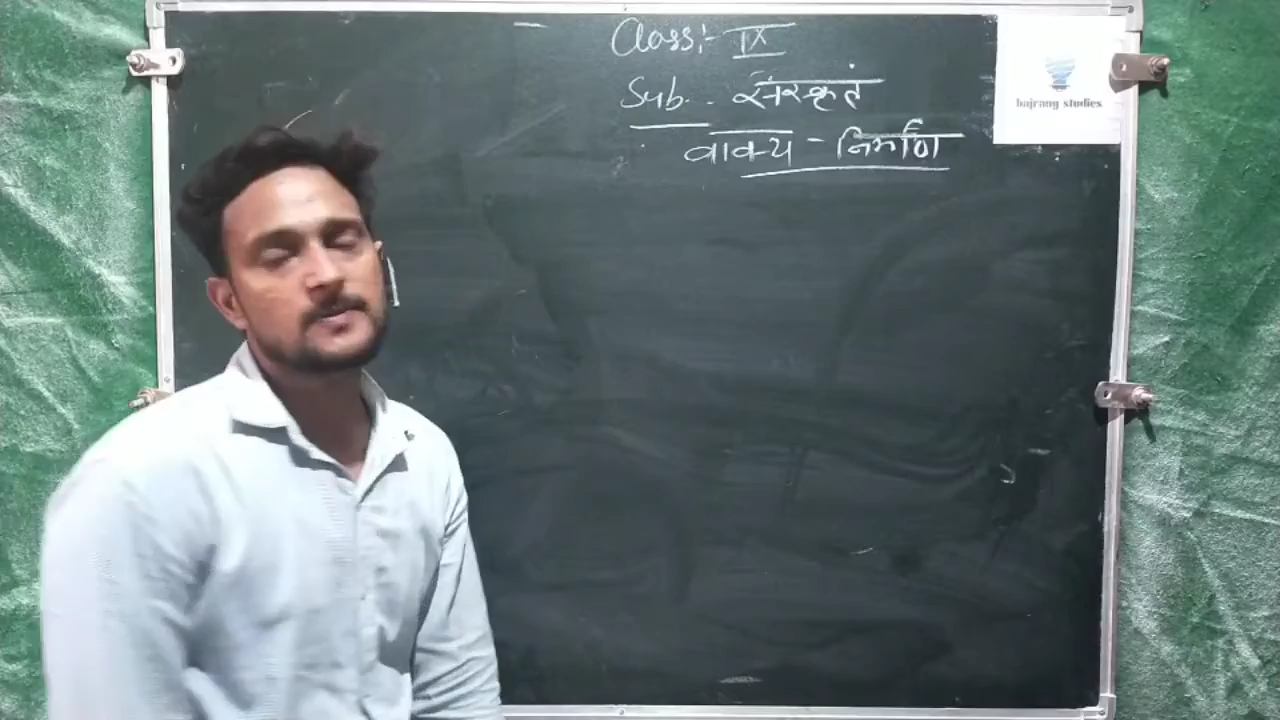 Class:- IX
Sub.- संस्कृतं
वाक्य - निर्माण
bajrang studies